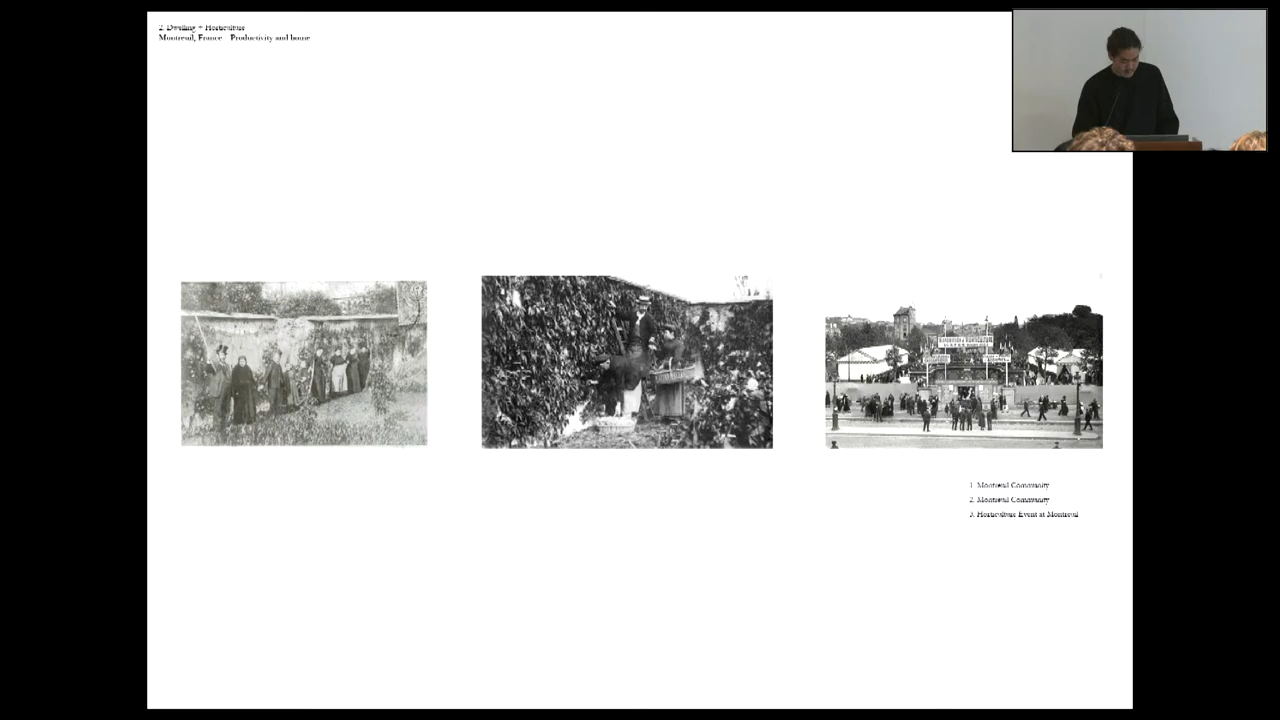 2. Dwelling + Horticulture
Montreuil, France Productivity and home
1. Montreuil Community
2. Montreuil Community
3. Horticulture Event at Montreuil